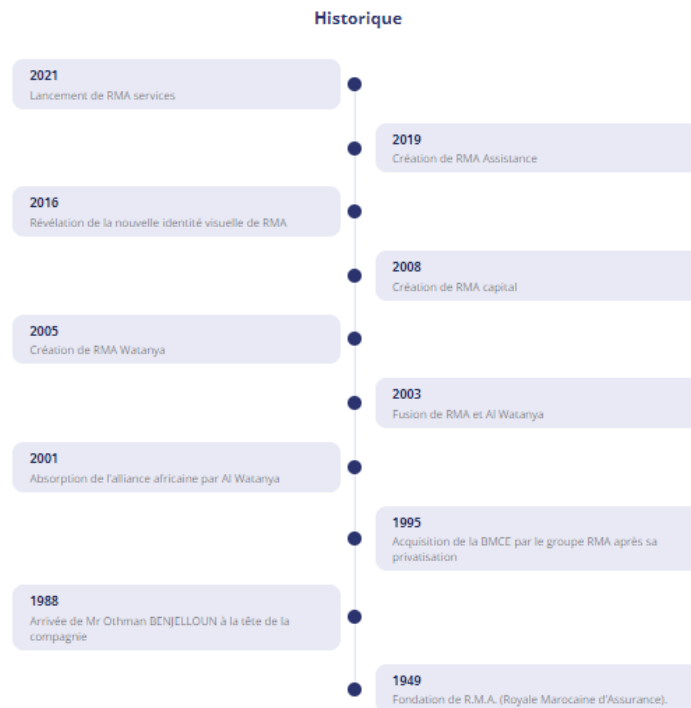 Historique
2021
Lancement de RMA services
2019
Création de RMA Assistance
2016
Révélation de la nouvelle identité visuelle de RMA
2008
Création de RMA capital
2005
Création de RMA Watanya
2003
Fusion de RMA et Al Watanya
2001
Absorption de l'alliance africaine par Al Watanya
1995
Acquisition de la BMCE par le groupe RMA après sa
privatisation
1988
Arrivée de Mr Othman BENJELLOUN à la tête de la
compagnie
1949
Fondation de R.M.A. (Royale Marocaine d'Assurance).